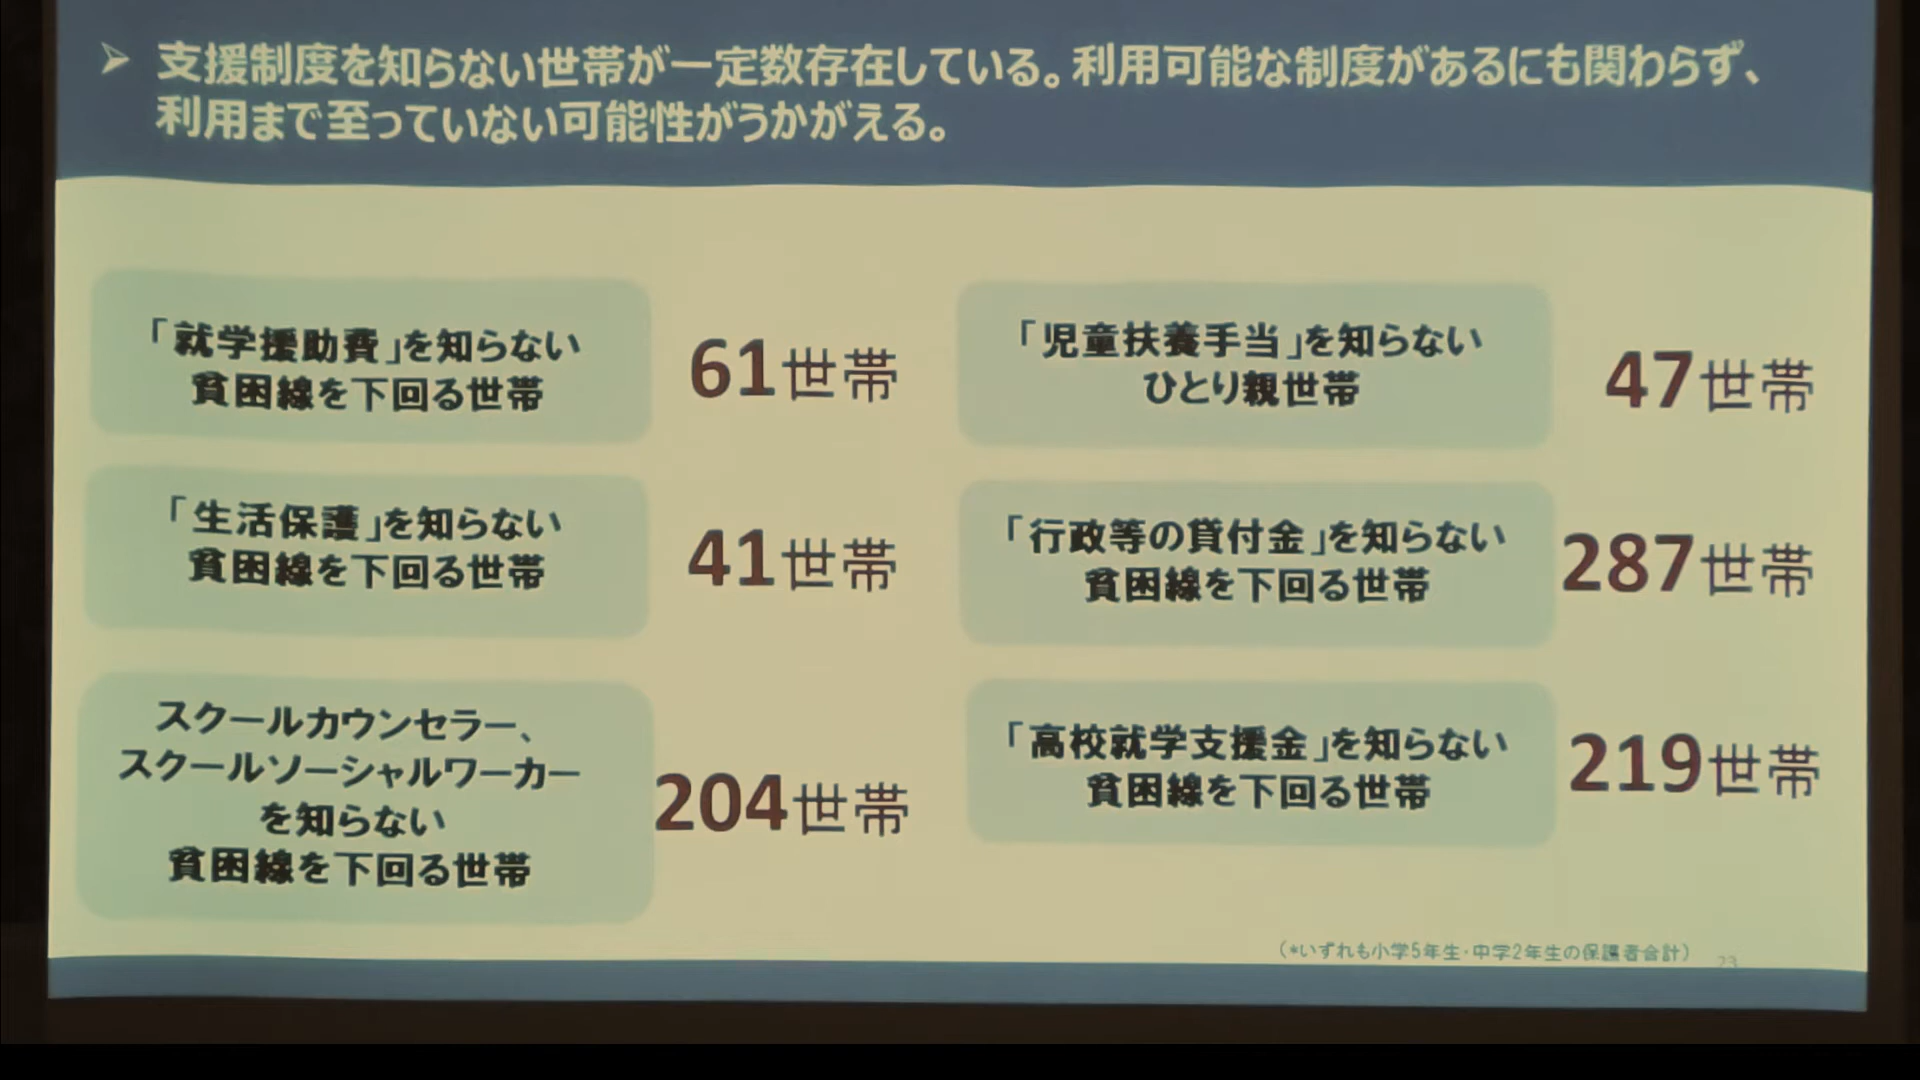 ➤ 支援制度を知らない世帯が一定数存在している。利用可能な制度があるにも関わらず、
利用まで至っていない可能性がうかがえる。
「就学援助費」を知らない
貧困線を下回る世帯
61世帯
「児童扶養手当」を知らない
ひとり親世帯
47世帯
「生活保護」を知らない
貧困線を下回る世帯
41世帯
「行政等の貸付金」を知らない
貧困線を下回る世帯
287世帯
スクールカウンセラー、
スクールソーシャルワーカー
を知らない
貧困線を下回る世帯
204世帯
「高校就学支援金」を知らない
貧困線を下回る世帯
219世帯
(*いずれも小学5年生・中学2年生の保護者合計)
23